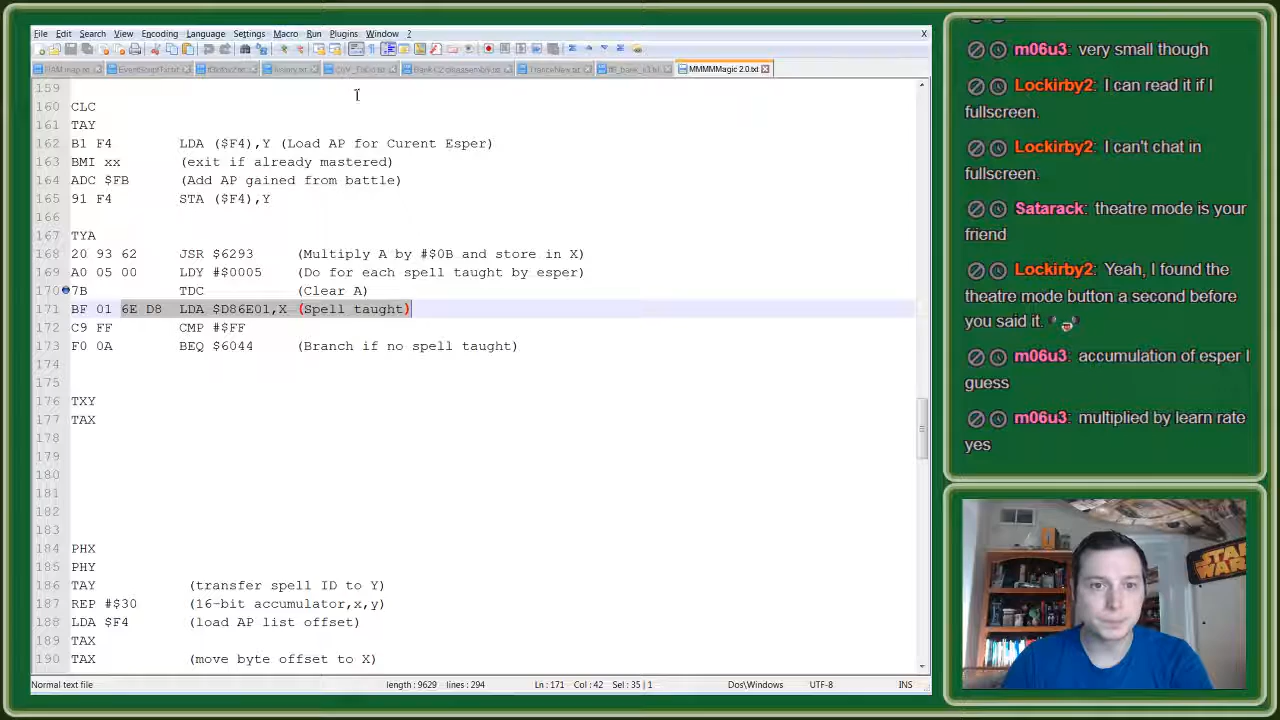 File Edit Search View Encoding Language Settings Macro Run Plugins Window ? X
MMMMagic 2.0.txt
159
160 CLC
161 TAY
162 B1 F4 LDA ($F4),Y (Load AP for Curent Esper)
163 BMI xx (exit if already mastered)
164 ADC $FB (Add AP gained from battle)
165 91 F4 STA ($F4),Y
166
167 TYA
168 20 93 62 JSR $6293 (Multiply A by #$0B and store in X)
169 A0 05 00 LDY #$0005 (Do for each spell taught by esper)
170 7B TDC (Clear A)
171 BF 01 6E D8 LDA $D86E01,X (Spell taught)
172 C9 FF CMP #$FF
173 F0 0A BEQ $6044 (Branch if no spell taught)
174
175
176 TXY
177 TAX
178
179
180
181
182
183
184 PHX
185 PHY
186 TAY (transfer spell ID to Y)
187 REP #$30 (16-bit accumulator,x,y)
188 LDA $F4 (load AP list offset)
189 TAX
190 TAX (move byte offset to X)
Normal text file length : 9629 lines : 294 Ln : 171 Col : 42 Sel : 35 | 1 Dos\Windows UTF-8 INS
m06u3: very small though
Lockirby2: I can read it if I
fullscreen.
Lockirby2: I can't chat in
fullscreen.
Satarack: theatre mode is your
friend
Lockirby2: Yeah, I found the
theatre mode button a second before
you said it.
m06u3: accumulation of esper I
guess
m06u3: multiplied by learn rate
yes
STAR
WARS